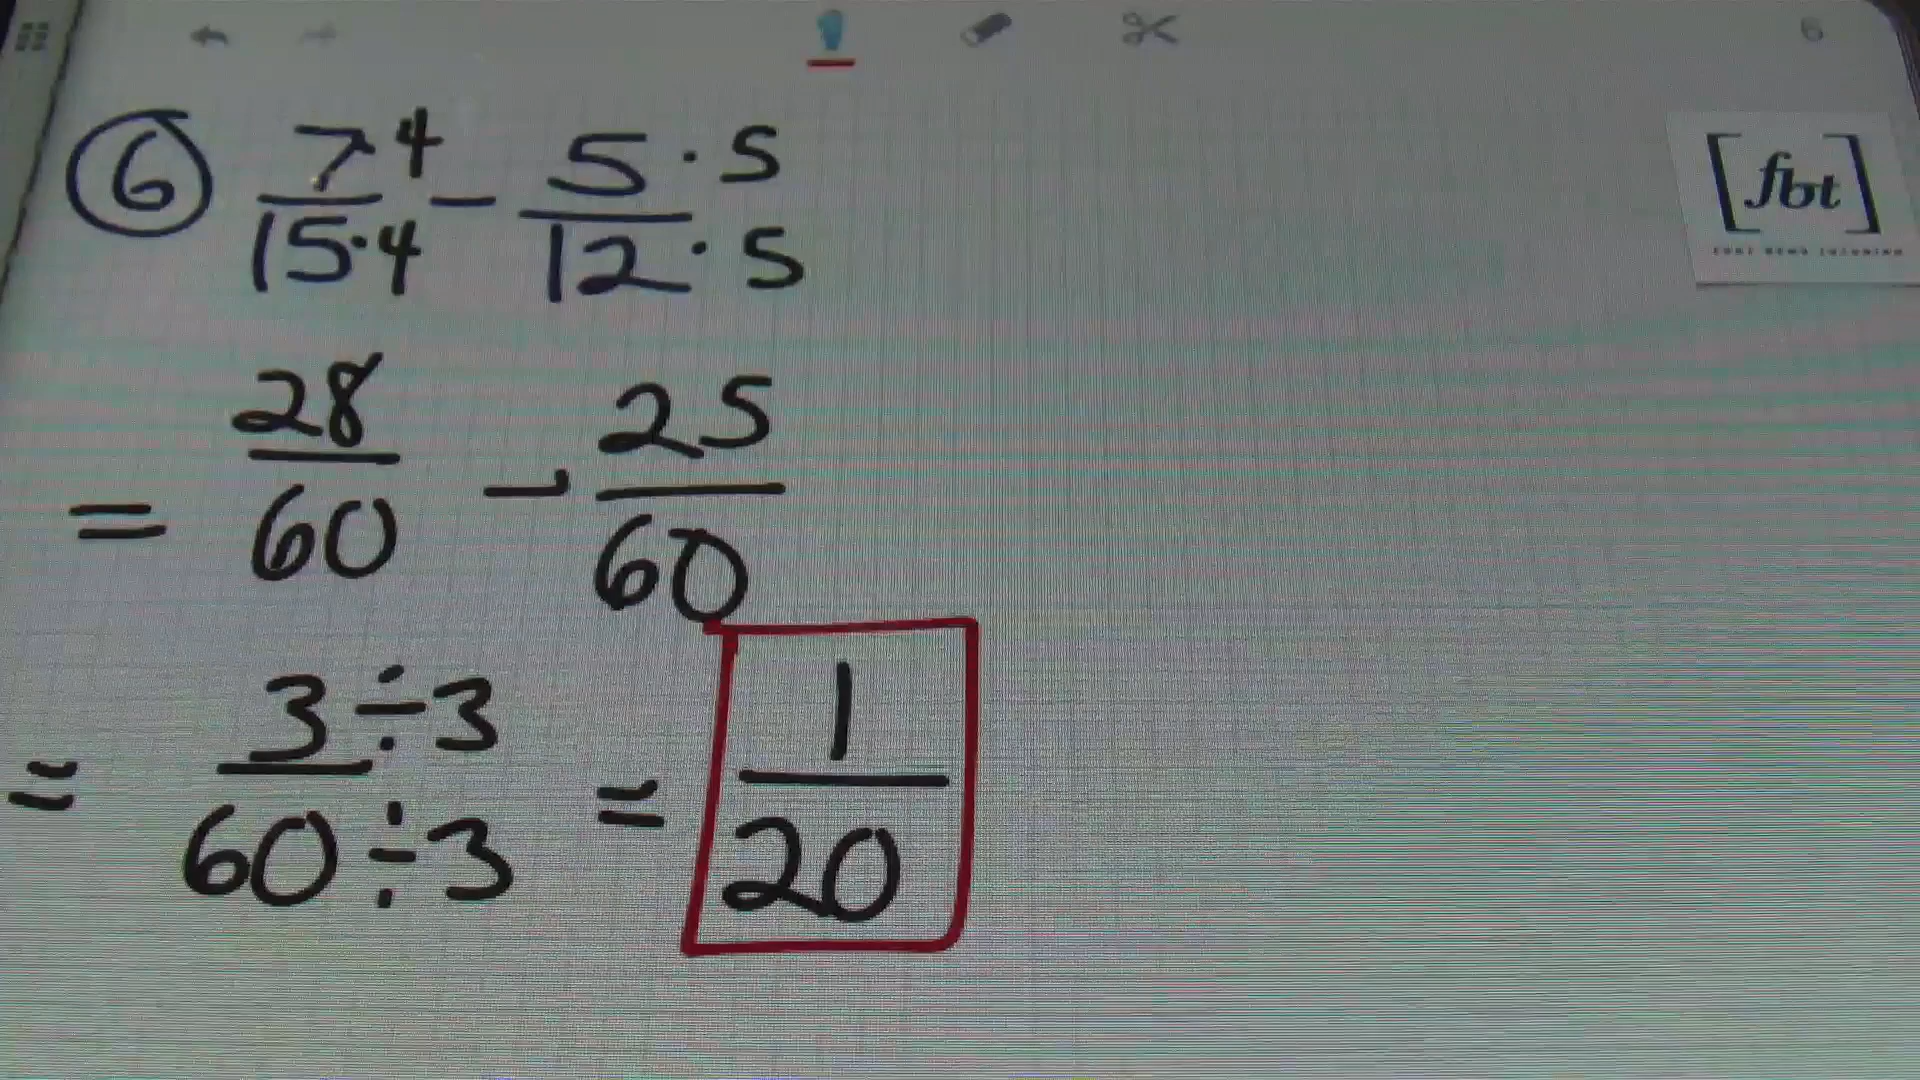 6
⑥ 7·4/15·4 − 5·5/12·5
[fbt]
= 28/60 − 25/60
= 3÷3/60÷3 = 1/20